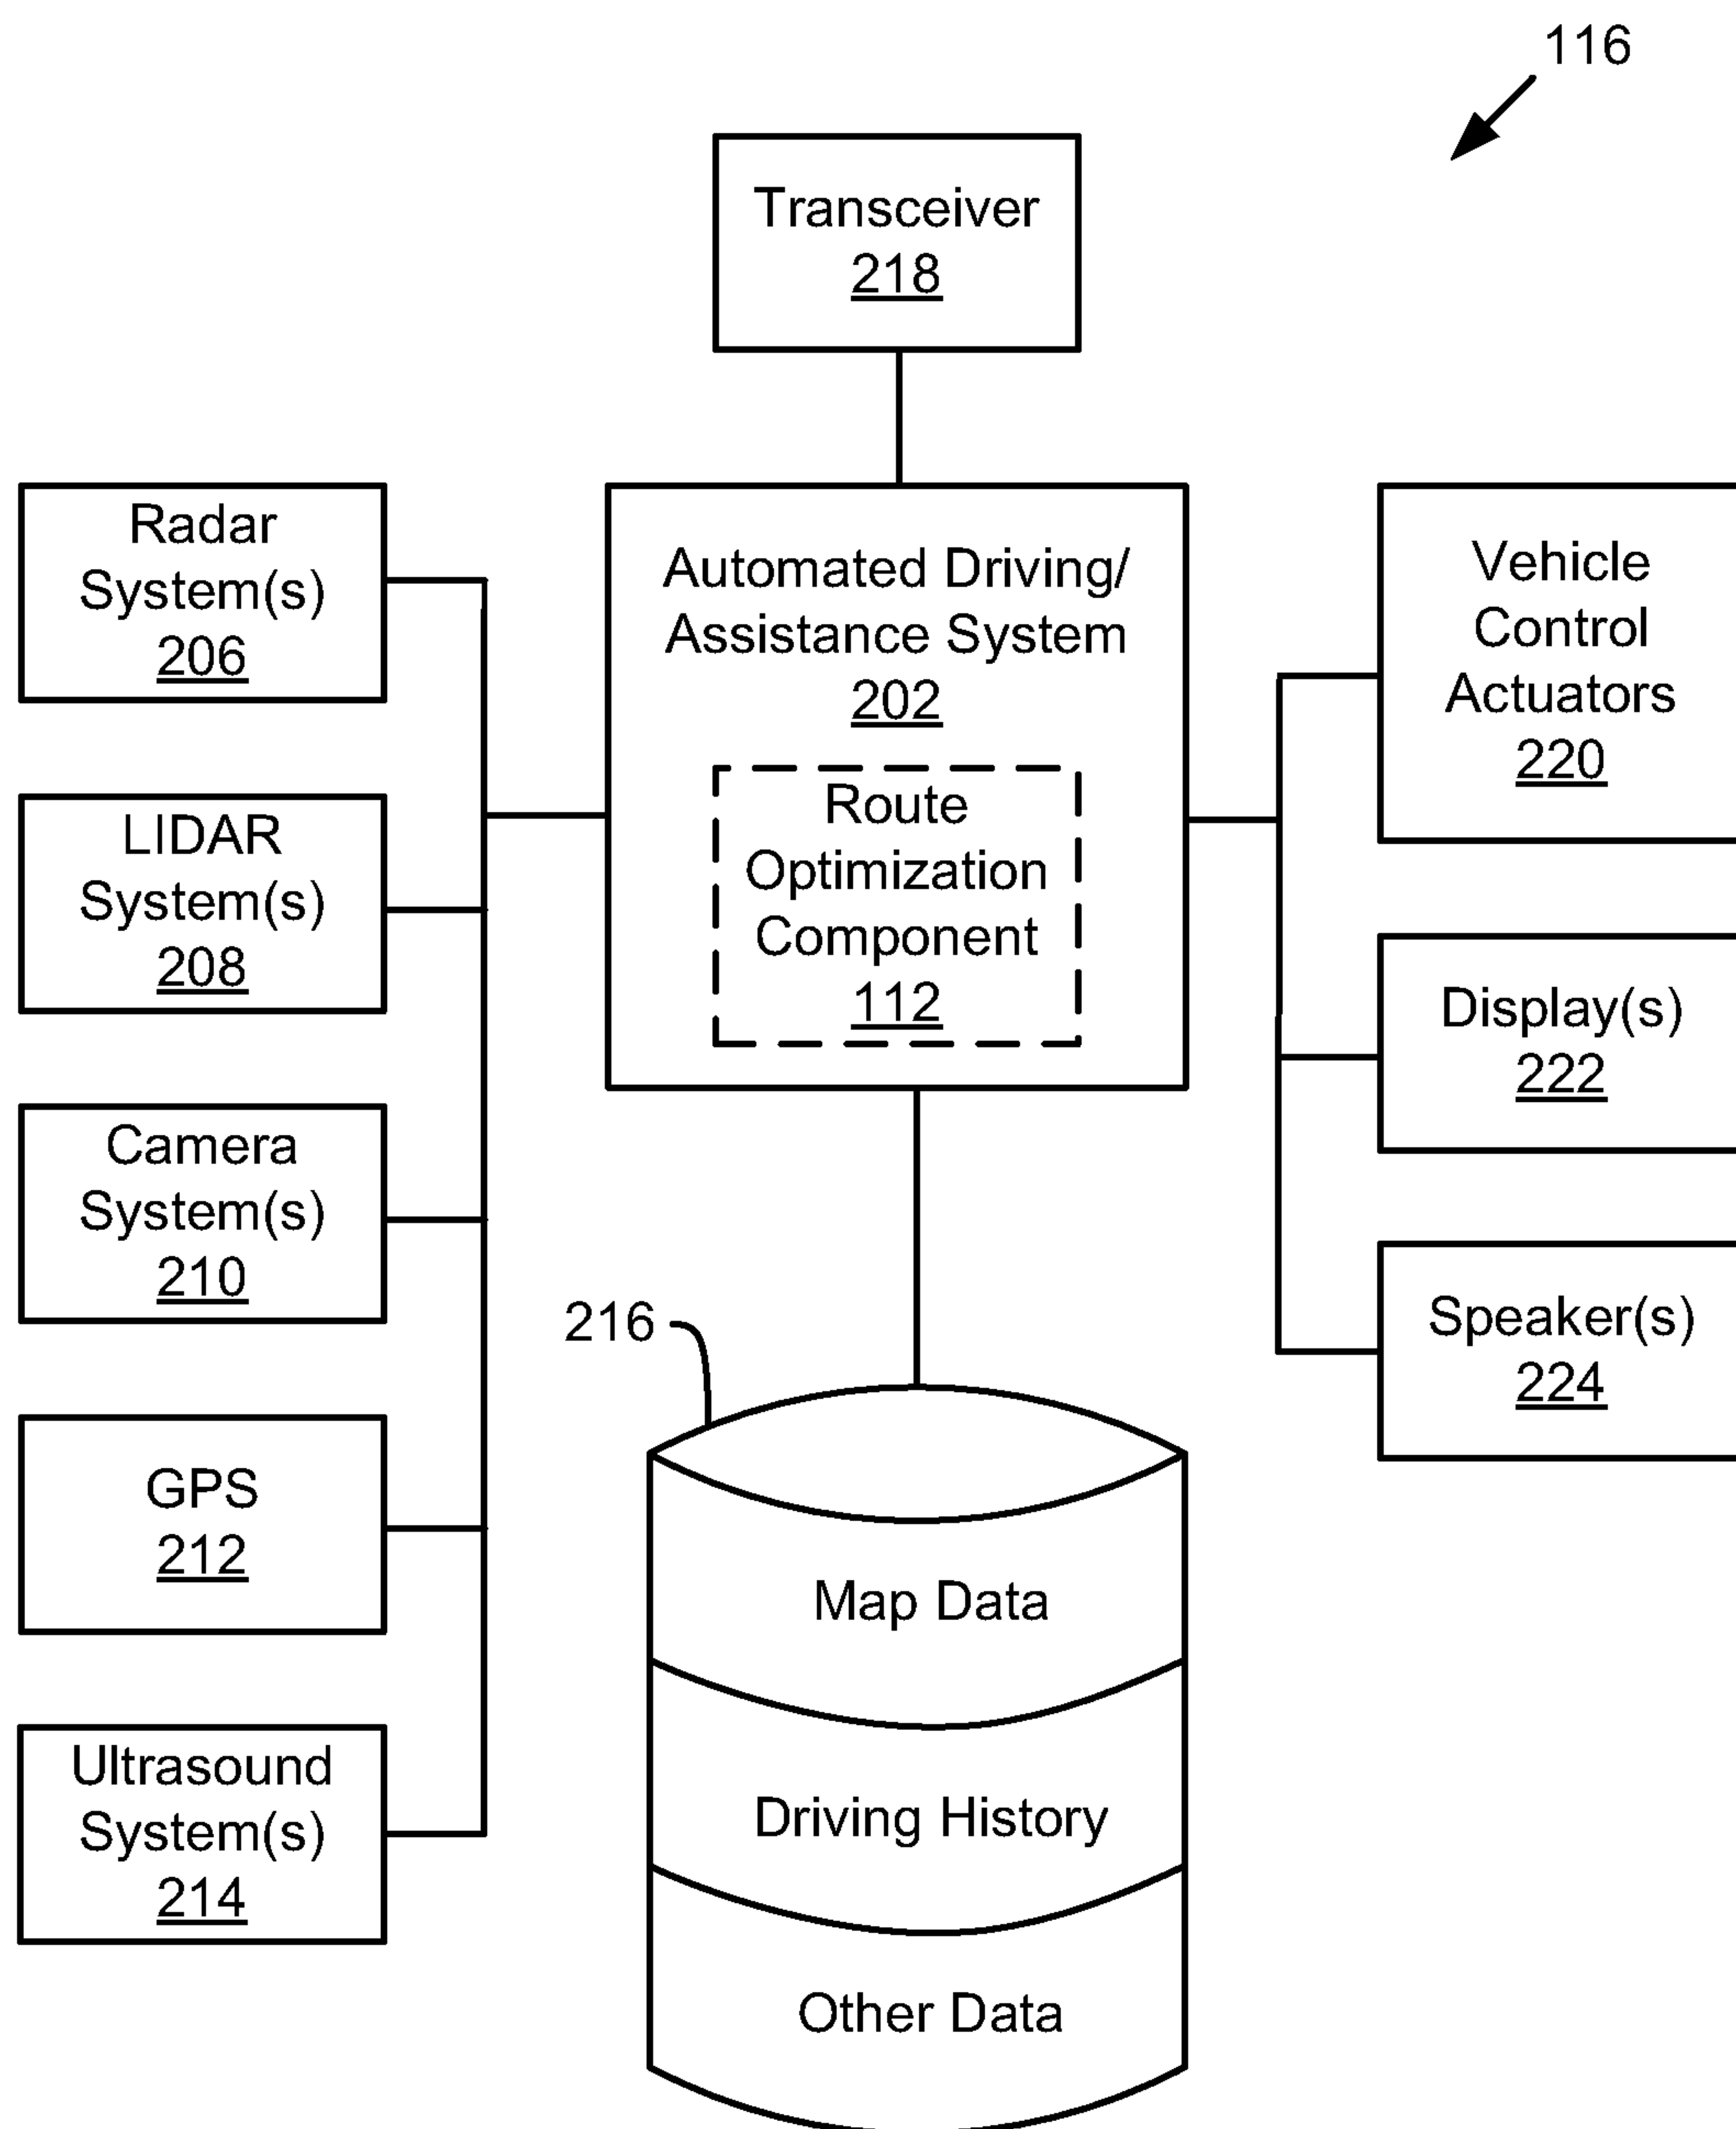 116
Transceiver
218
Radar
System(s)
206
LIDAR
System(s)
208
Camera
System(s)
210
GPS
212
Ultrasound
System(s)
214
Automated Driving/
Assistance System
202
Route
Optimization
Component
112
Vehicle
Control
Actuators
220
Display(s)
222
Speaker(s)
224
216
Map Data
Driving History
Other Data